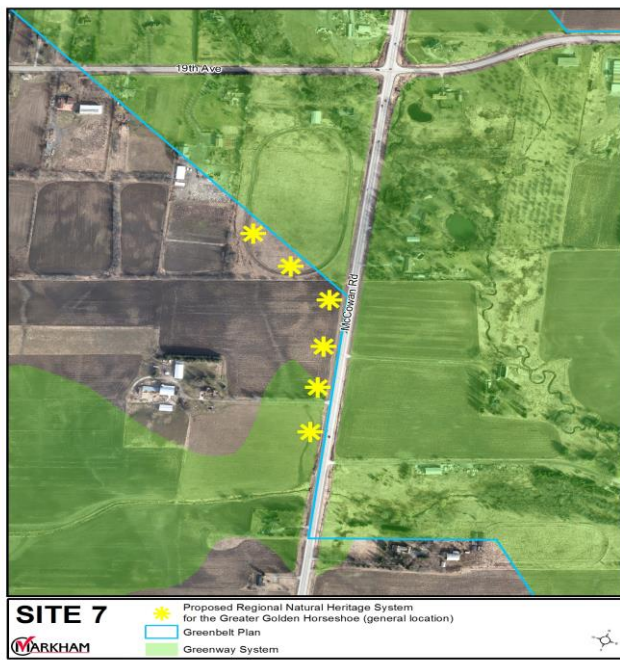 19th Ave
McCowan Rd
SITE 7
MARKHAM
Proposed Regional Natural Heritage System
for the Greater Golden Horseshoe (general location)
Greenbelt Plan
Greenway System